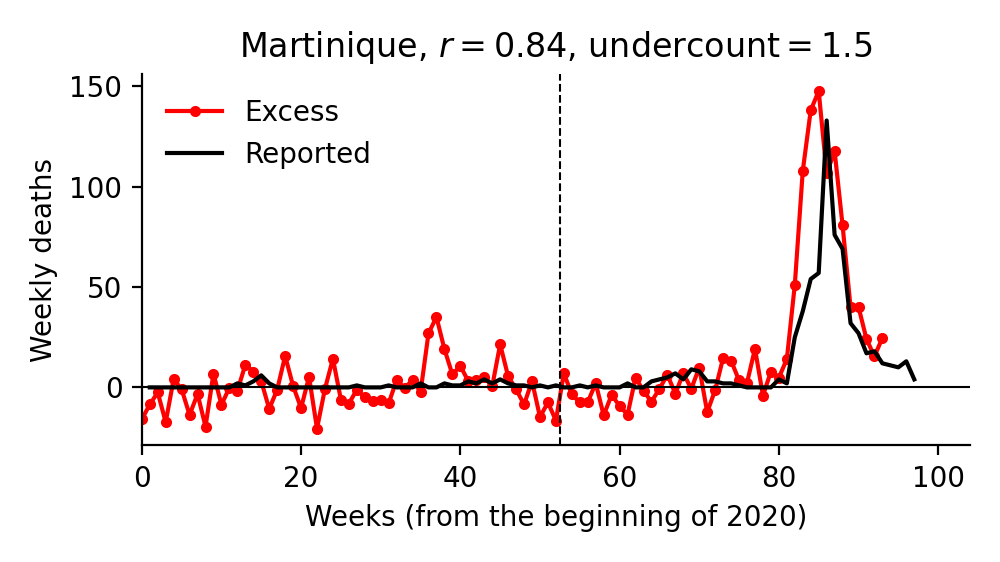 Martinique, r = 0.84, undercount = 1.5
150
100
50
0
Weekly deaths
Excess
Reported
0 20 40 60 80 100
Weeks (from the beginning of 2020)